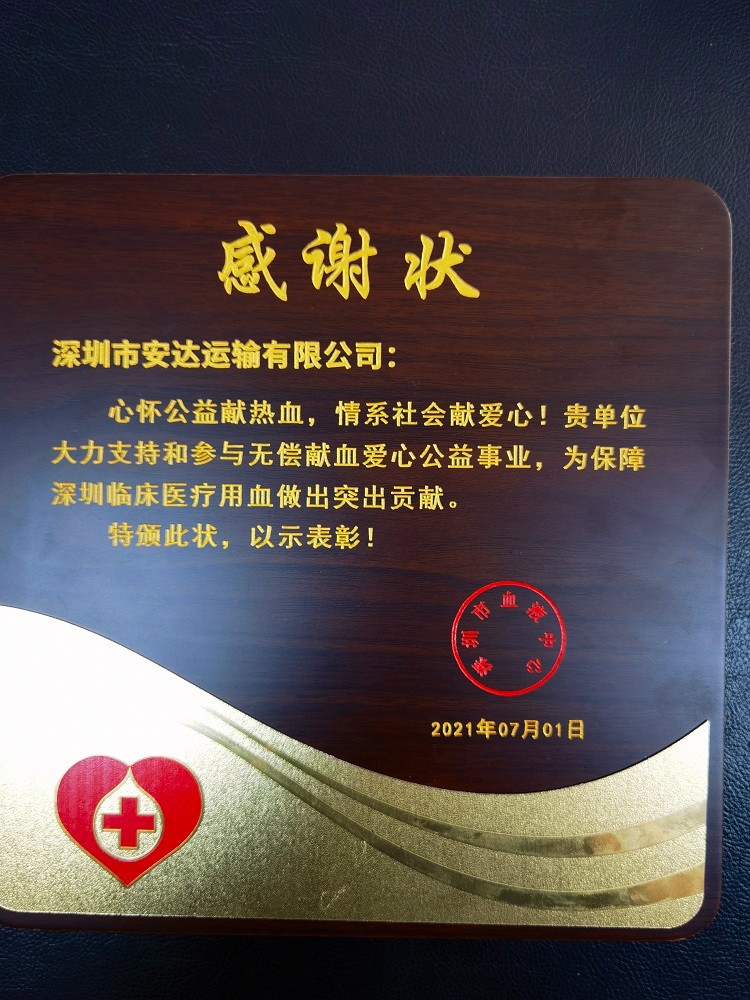 感谢状
深圳市安达运输有限公司：
心怀公益献热血，情系社会献爱心！贵单位
大力支持和参与无偿献血爱心公益事业，为保障
深圳临床医疗用血做出突出贡献。
特颁此状，以示表彰！
深圳市血液中心
2021年07月01日